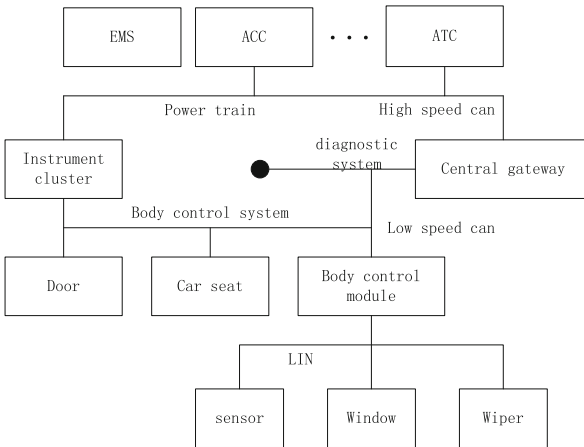 EMS
ACC
• • •
ATC
Power train
High speed can
Instrument
cluster
diagnostic
system
Central gateway
Body control system
Low speed can
Door
Car seat
Body control
module
LIN
sensor
Window
Wiper